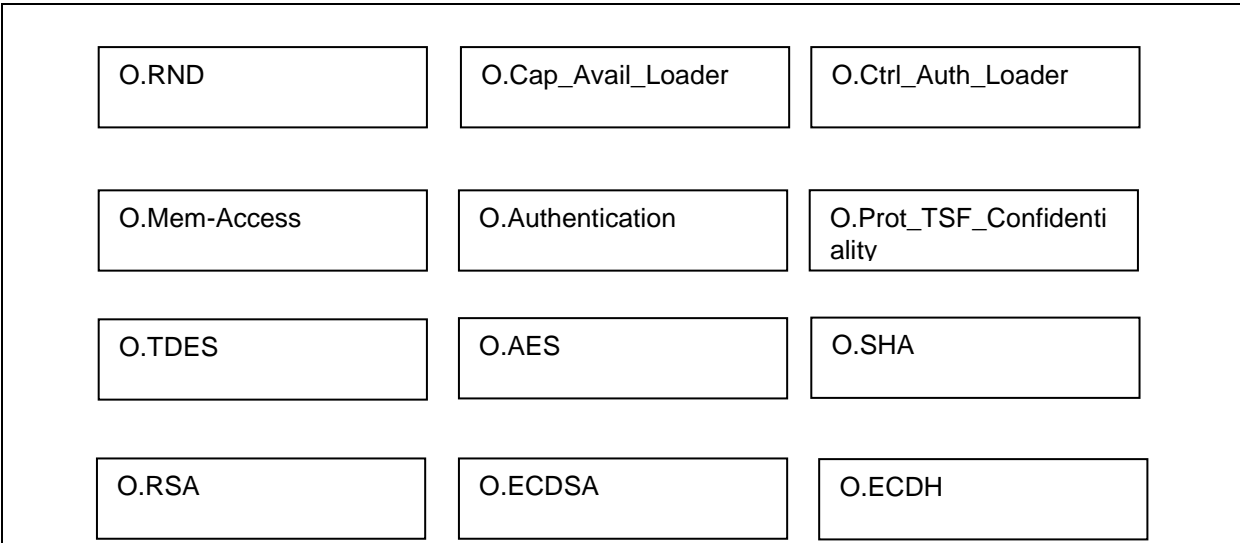 O.RND
O.Cap_Avail_Loader
O.Ctrl_Auth_Loader
O.Mem-Access
O.Authentication
O.Prot_TSF_Confidenti
ality
O.TDES
O.AES
O.SHA
O.RSA
O.ECDSA
O.ECDH